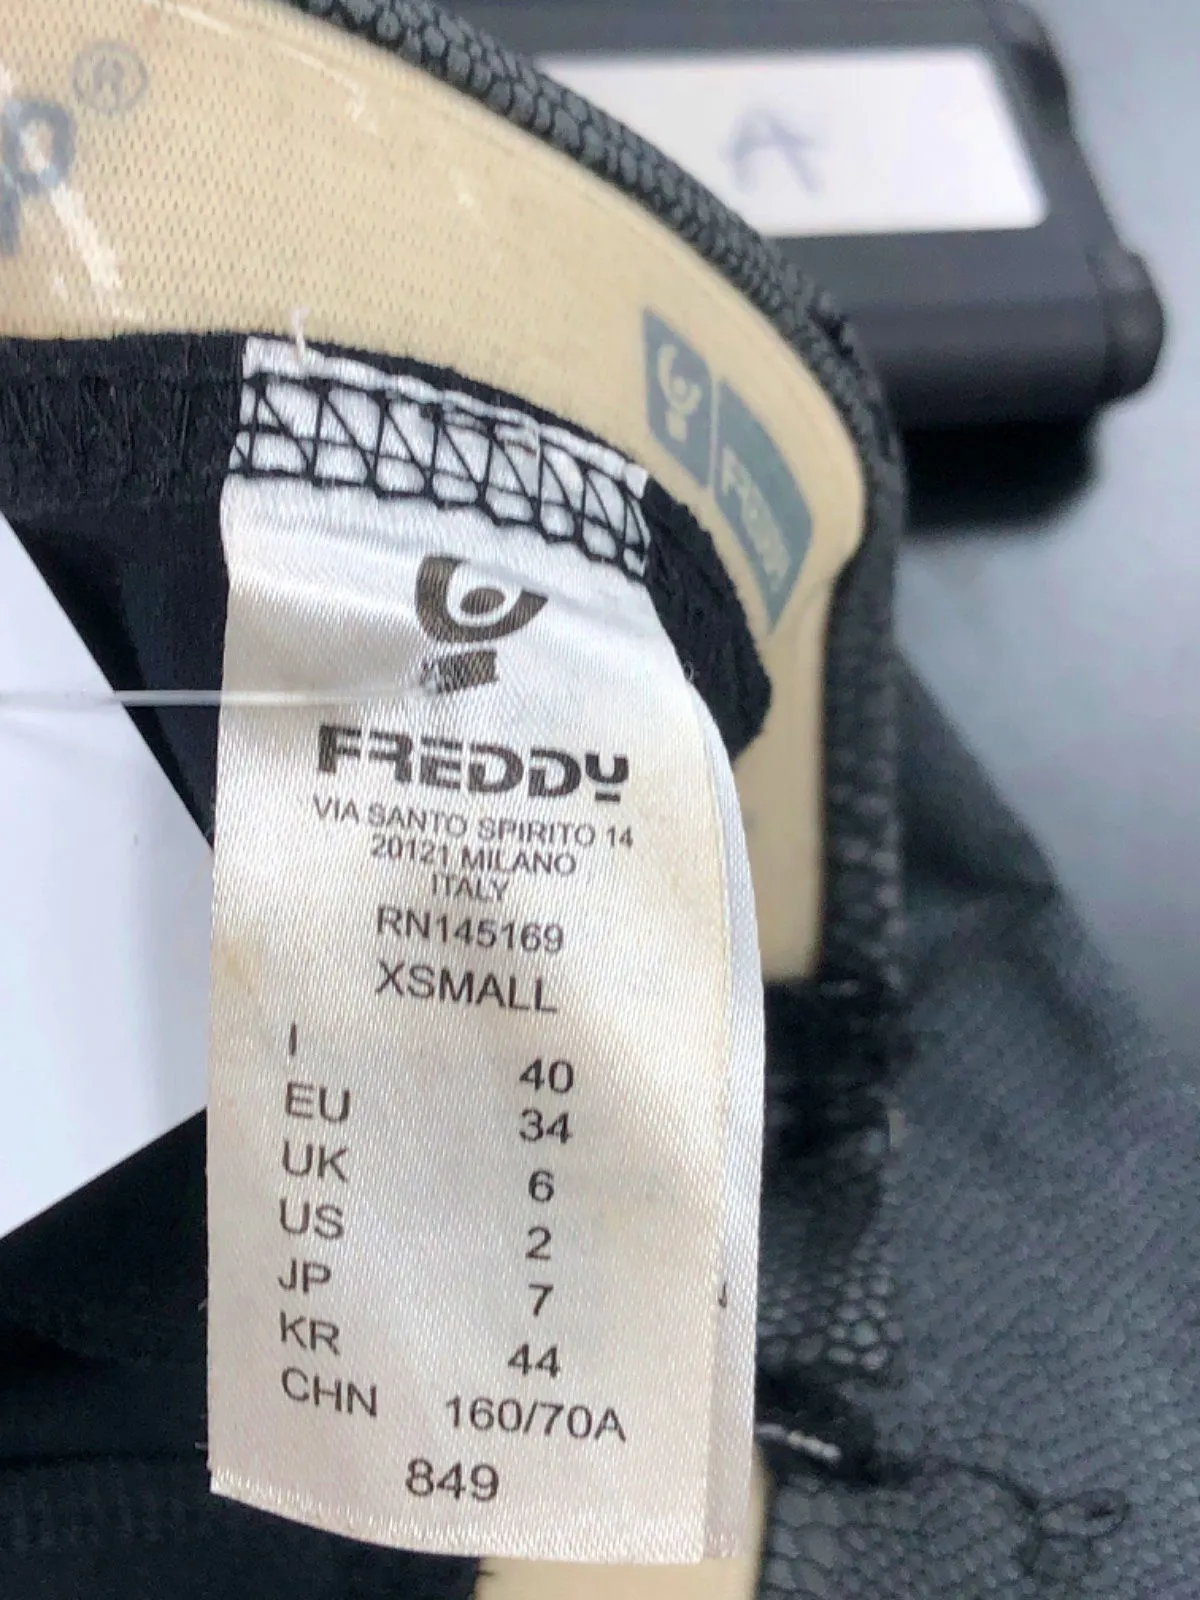 p®
A
FREDDY
FREDDY
VIA SANTO SPIRITO 14
20121 MILANO
ITALY
RN145169
XSMALL
I 40
EU 34
UK 6
US 2
JP 7
KR 44
CHN 160/70A
849